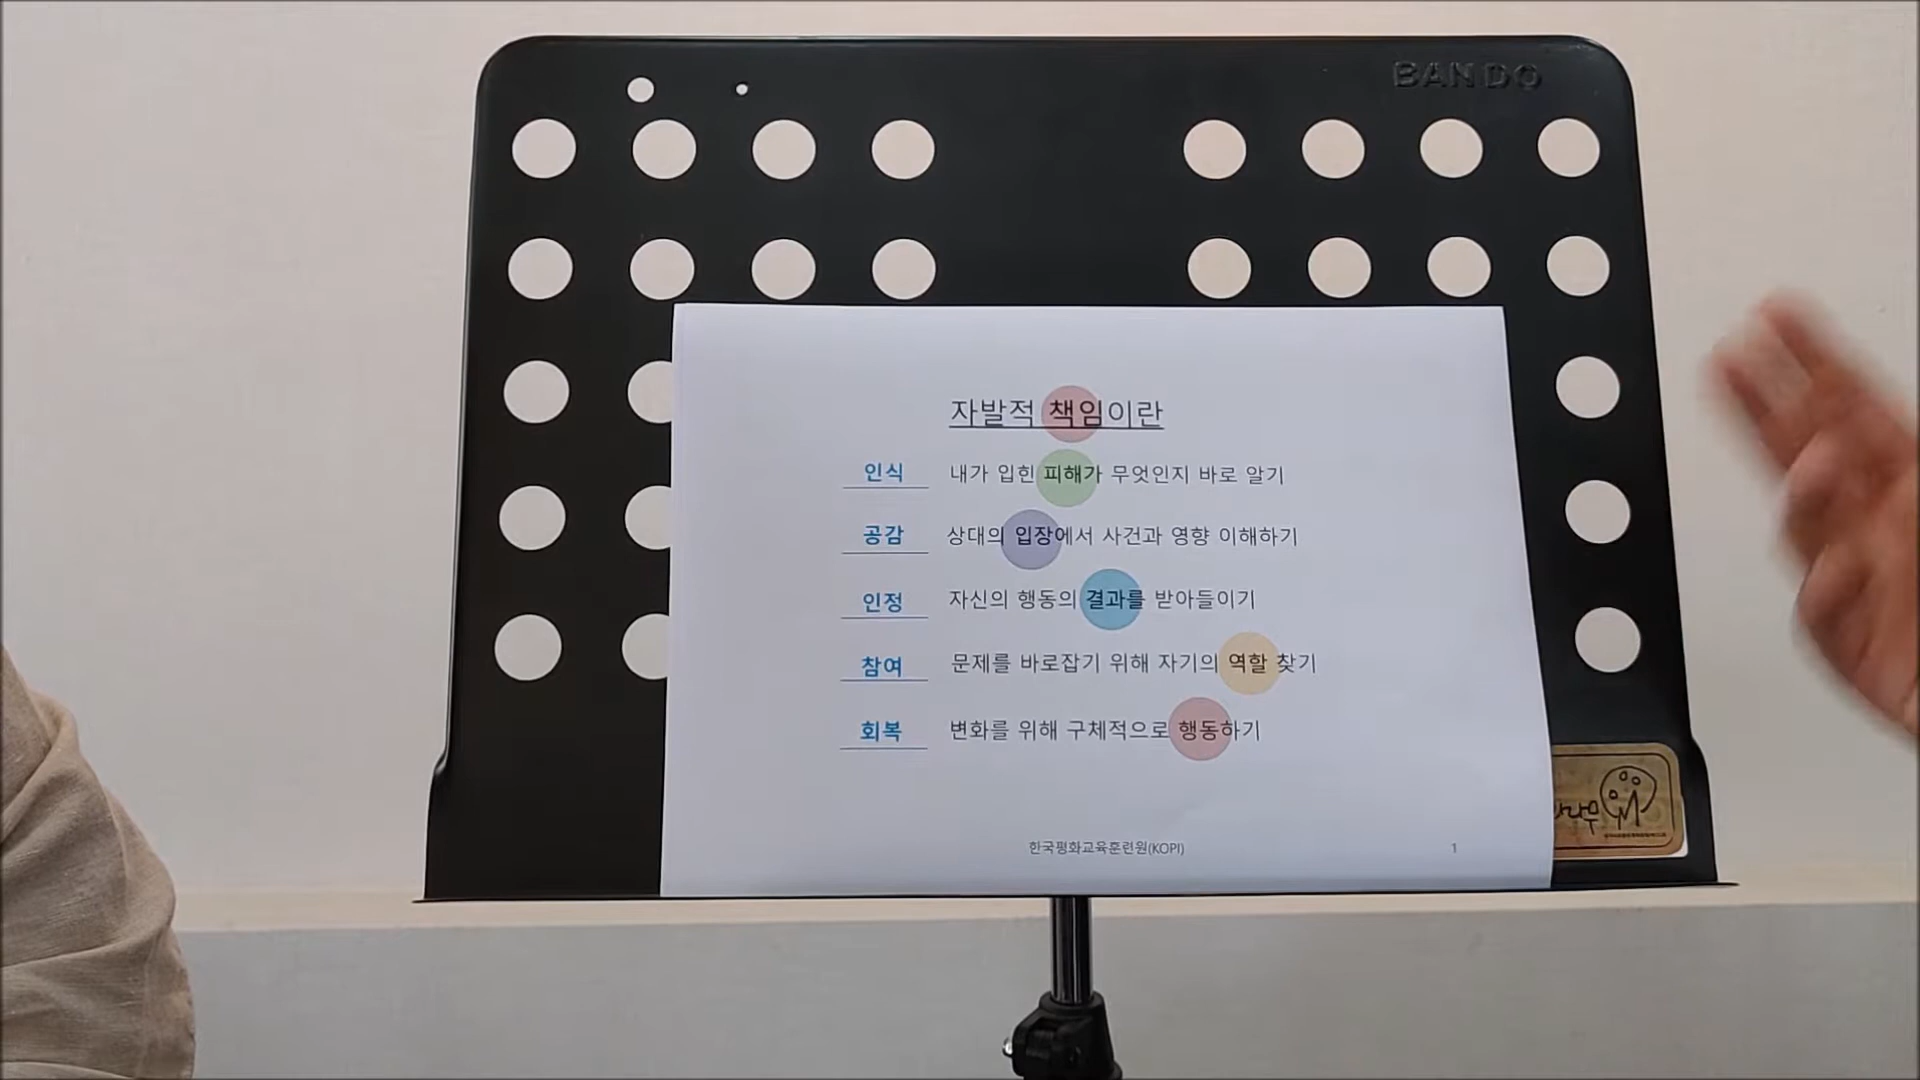 BANDO
자발적 책임이란
인식 내가 입힌 피해가 무엇인지 바로 알기
공감 상대의 입장에서 사건과 영향 이해하기
인정 자신의 행동의 결과를 받아들이기
참여 문제를 바로잡기 위해 자기의 역할 찾기
회복 변화를 위해 구체적으로 행동하기
한국평화교육훈련원(KOPI) 1